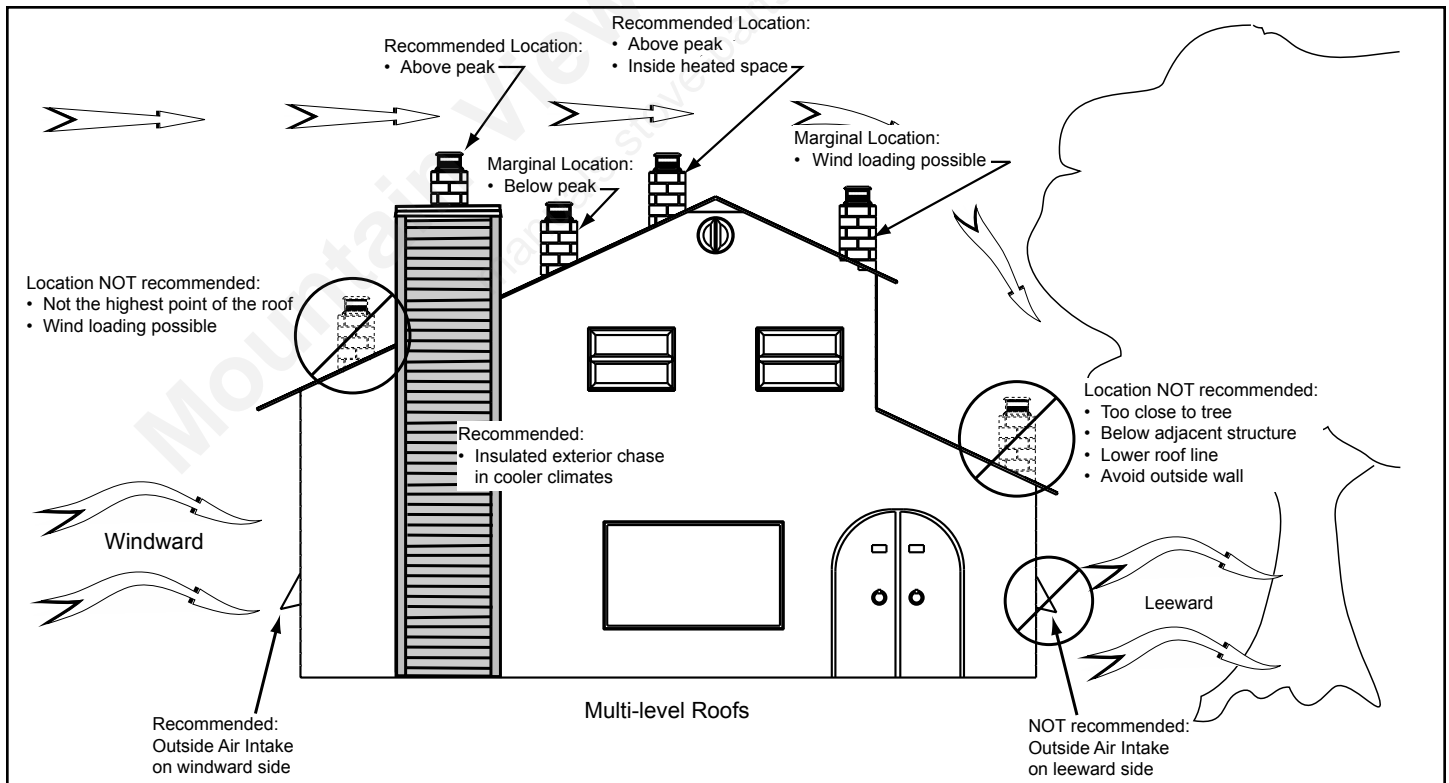 Recommended Location:
• Above peak
Recommended Location:
• Above peak
• Inside heated space
Marginal Location:
• Below peak
Marginal Location:
• Wind loading possible
Location NOT recommended:
• Not the highest point of the roof
• Wind loading possible
Recommended:
• Insulated exterior chase
in cooler climates
Location NOT recommended:
• Too close to tree
• Below adjacent structure
• Lower roof line
• Avoid outside wall
Windward
Leeward
Recommended:
Outside Air Intake
on windward side
Multi-level Roofs
NOT recommended:
Outside Air Intake
on leeward side
Mountain View